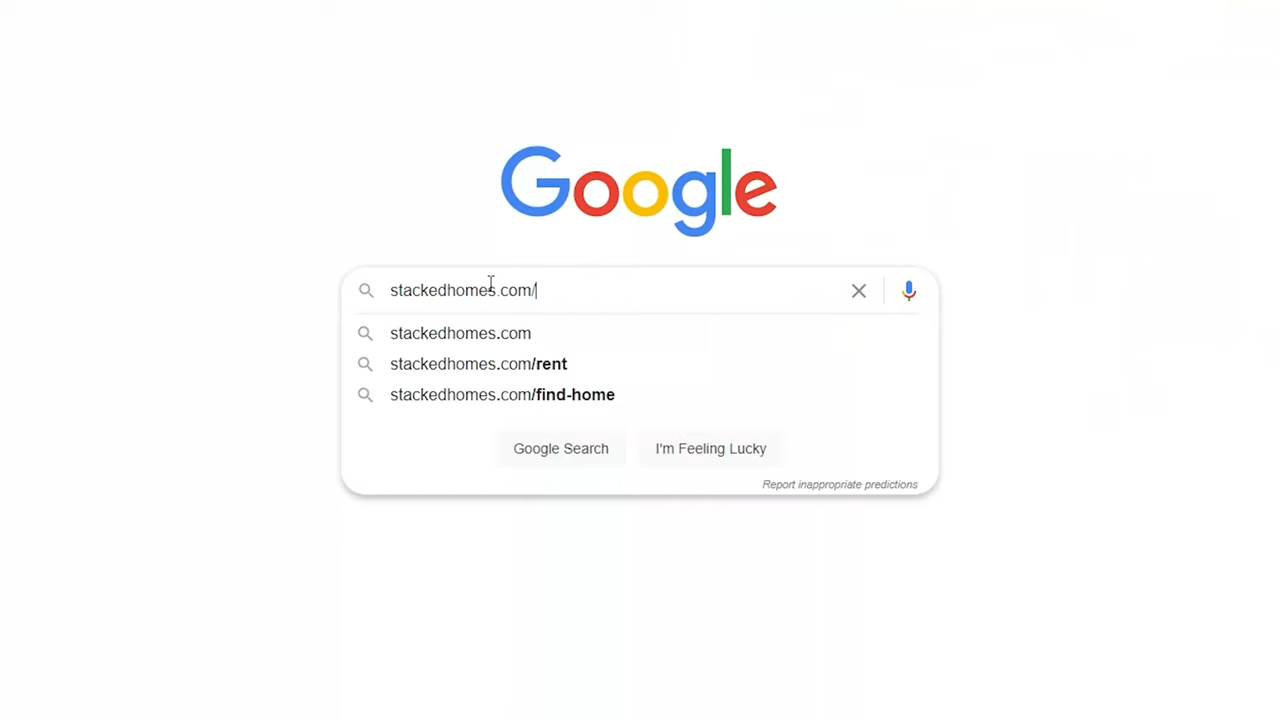 Google
stackedhomes.com/
stackedhomes.com
stackedhomes.com/rent
stackedhomes.com/find-home
Google Search
I'm Feeling Lucky
Report inappropriate predictions